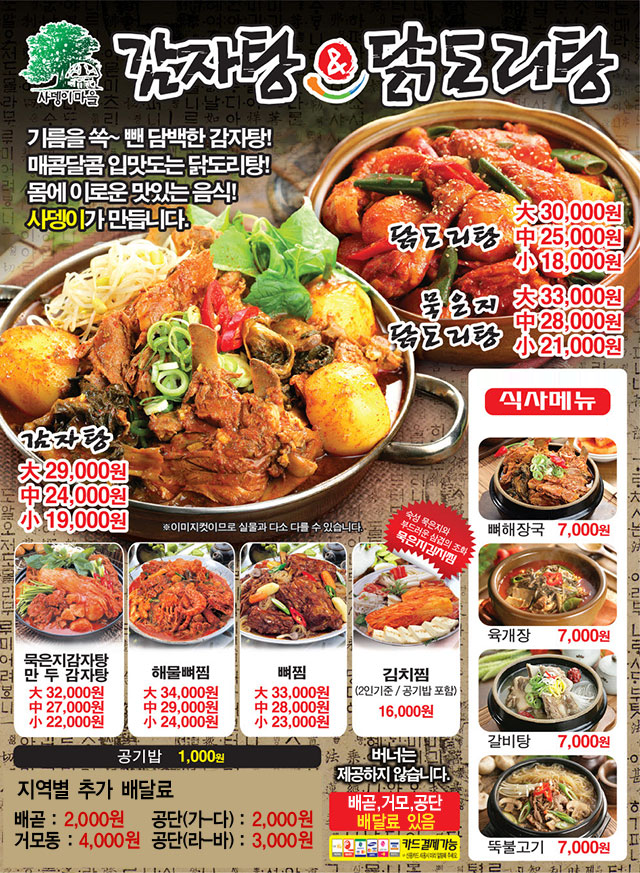 사뎅이마을
감자탕 & 닭도리탕
기름을 쏙~ 뺀 담백한 감자탕!
매콤달콤 입맛도는 닭도리탕!
몸에 이로운 맛있는 음식!
사뎅이가 만듭니다.
닭도리탕
大 30,000원
中 25,000원
小 18,000원
묵은지
닭도리탕
大 33,000원
中 28,000원
小 21,000원
감자탕
大 29,000원
中 24,000원
小 19,000원
※이미지컷이므로 실물과 다소 다를 수 있습니다.
숙성 묵은지와
부드러운 삼겹의 조화
묵은지김치찜
묵은지감자탕
만 두 감자탕
大 32,000원
中 27,000원
小 22,000원
해물뼈찜
大 34,000원
中 29,000원
小 24,000원
뼈찜
大 33,000원
中 28,000원
小 23,000원
김치찜
(2인기준 / 공기밥 포함)
16,000원
식사메뉴
뼈해장국 7,000원
육개장 7,000원
갈비탕 7,000원
뚝불고기 7,000원
공기밥 1,000원
지역별 추가 배달료
배곧 : 2,000원 공단(가~다) : 2,000원
거모동 : 4,000원 공단(라~바) : 3,000원
버너는
제공하지 않습니다.
배곧,거모,공단
배달료 있음
카드결제가능